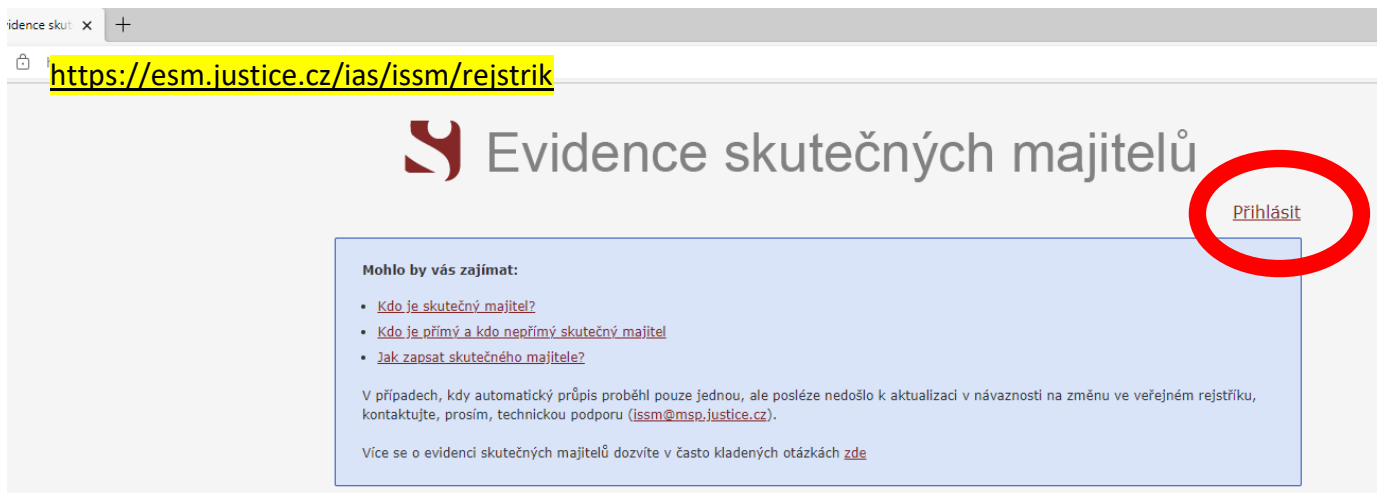 idence skut
https://esm.justice.cz/ias/issm/rejstrik
Evidence skutečných majitelů
Přihlásit
Mohlo by vás zajímat:
Kdo je skutečný majitel?
Kdo je přímý a kdo nepřímý skutečný majitel
Jak zapsat skutečného majitele?
V případech, kdy automatický průpis proběhl pouze jednou, ale posléze nedošlo k aktualizaci v návaznosti na změnu ve veřejném rejstříku,
kontaktujte, prosím, technickou podporu (issm@msp.justice.cz).
Více se o evidenci skutečných majitelů dozvíte v často kladených otázkách zde